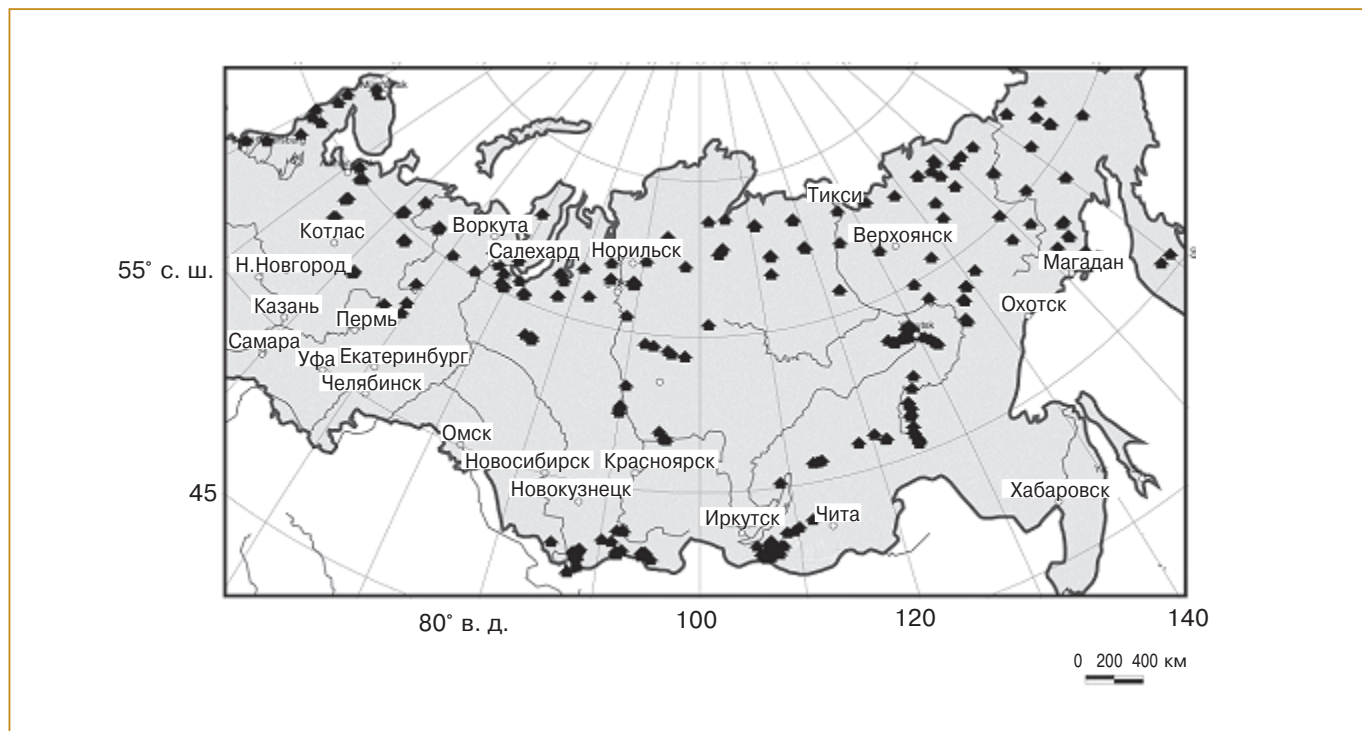 Тикси
Воркута
Котлас
Верхоянск
Салехард
Норильск
Магадан
55° с. ш.
Н.Новгород
Казань
Охотск
Пермь
Самара
Уфа
Екатеринбург
Челябинск
Омск
Новосибирск
Красноярск
45
Новокузнецк
Хабаровск
Иркутск
Чита
80° в. д.
100
120
140
0 200 400 км